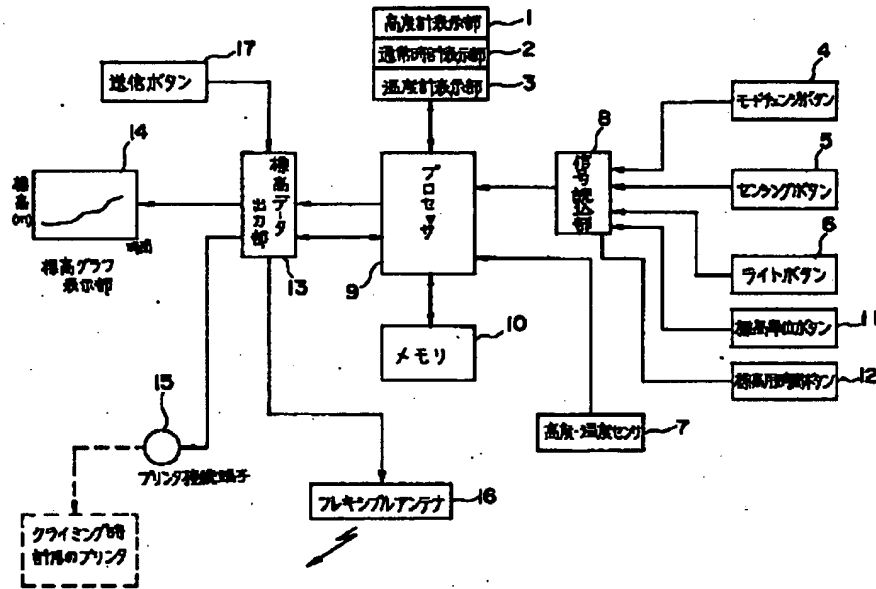 高度計表示部
1
通常時計表示部
2
温度計表示部
3
17
送信ボタン
4
モードチェンジボタン
14
標高(m)
時間
標高グラフ
表示部
標高データ
出力部
13
プロセッサ
9
8
信号読込部
5
センシングボタン
6
ライトボタン
メモリ
10
標高単位ボタン
11
標高用時間ボタン
12
15
プリンタ接続端子
高度・温度センサ
7
フレキシブルアンテナ
16
クライミング時
計用のプリンタ